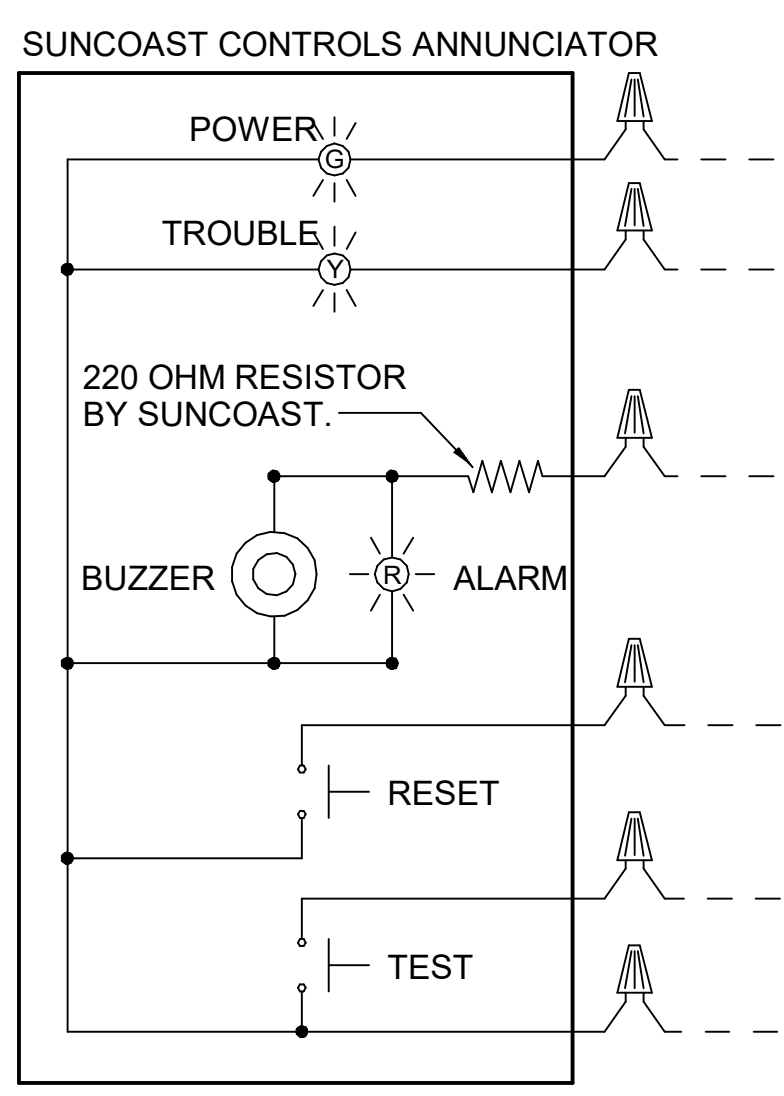 SUNCOAST CONTROLS ANNUNCIATOR
POWER
G
TROUBLE
Y
220 OHM RESISTOR
BY SUNCOAST.
BUZZER
R
ALARM
RESET
TEST